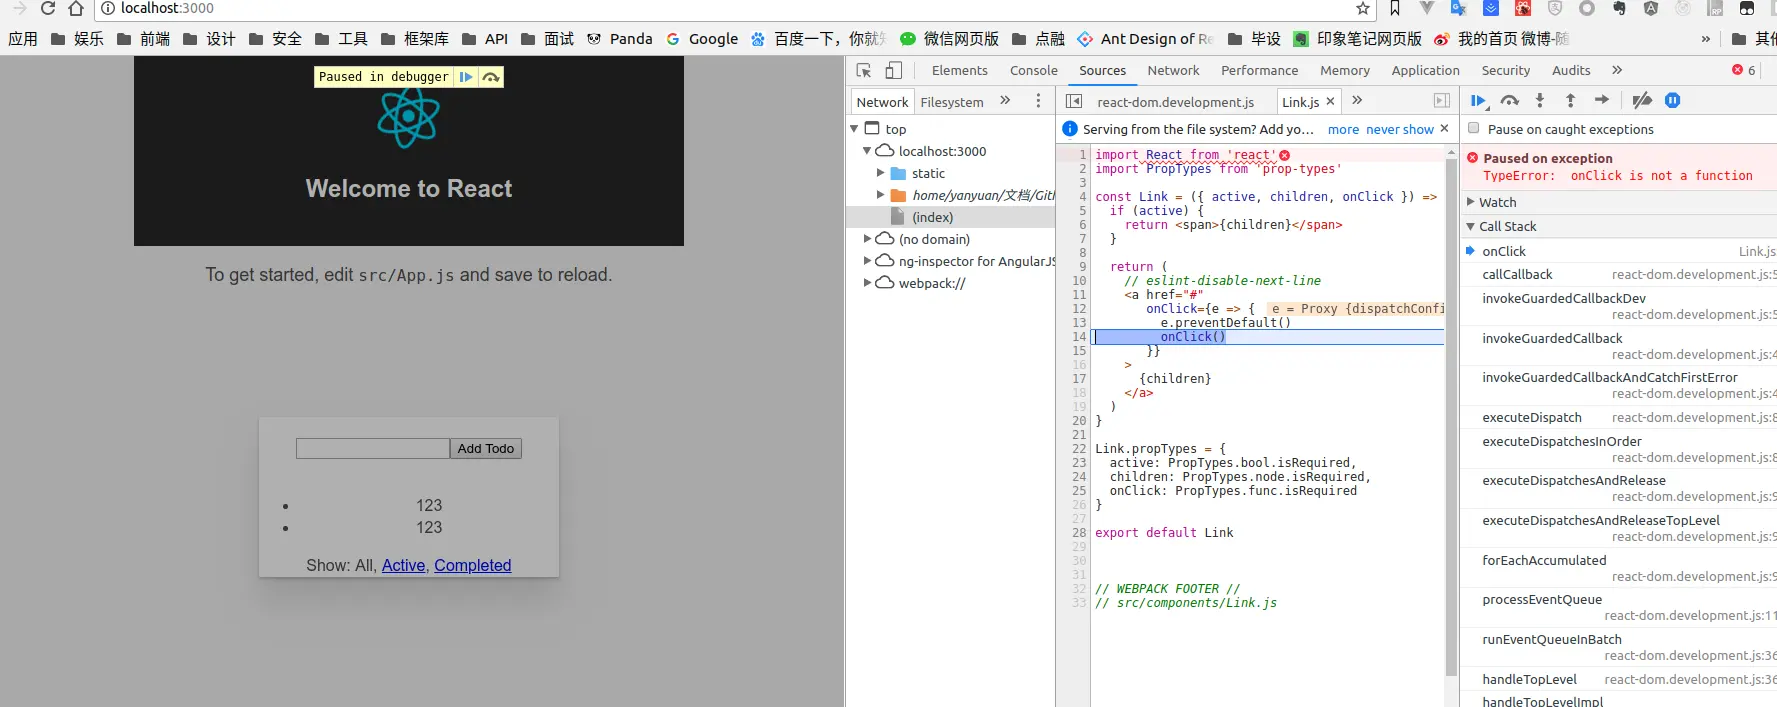 localhost:3000
应用 娱乐 前端 设计 安全 工具 框架库 API 面试 Panda Google 百度一下，你就知 微信网页版 点融 Ant Design of Re 毕设 印象笔记网页版 我的首页 微博-随 » 其他
Paused in debugger
Welcome to React
To get started, edit src/App.js and save to reload.
Add Todo
123
123
Show: All, Active, Completed
Elements Console Sources Network Performance Memory Application Security Audits » 6
Network Filesystem »
top
localhost:3000
static
home/yanyuan/文档/Gitl
(index)
(no domain)
ng-inspector for AngularJS
webpack://
react-dom.development.js Link.js × »
Serving from the file system? Add yo... more never show ×
1 import React from 'react'
2 import PropTypes from 'prop-types'
3
4 const Link = ({ active, children, onClick }) =>
5 if (active) {
6 return <span>{children}</span>
7 }
8
9 return (
10 // eslint-disable-next-line
11 <a href="#"
12 onClick={e => { e = Proxy {dispatchConfi
13 e.preventDefault()
14 onClick()
15 }}
16 >
17 {children}
18 </a>
19 )
20 }
21
22 Link.propTypes = {
23 active: PropTypes.bool.isRequired,
24 children: PropTypes.node.isRequired,
25 onClick: PropTypes.func.isRequired
26 }
27
28 export default Link
29
30
31
32 // WEBPACK FOOTER //
33 // src/components/Link.js
Pause on caught exceptions
Paused on exception
TypeError: onClick is not a function
Watch
Call Stack
onClick Link.js
callCallback react-dom.development.js:5
invokeGuardedCallbackDev
react-dom.development.js:5
invokeGuardedCallback
react-dom.development.js:4
invokeGuardedCallbackAndCatchFirstError
react-dom.development.js:4
executeDispatch react-dom.development.js:8
executeDispatchesInOrder
react-dom.development.js:8
executeDispatchesAndRelease
react-dom.development.js:9
executeDispatchesAndReleaseTopLevel
react-dom.development.js:9
forEachAccumulated
react-dom.development.js:9
processEventQueue
react-dom.development.js:11
runEventQueueInBatch
react-dom.development.js:36
handleTopLevel react-dom.development.js:36
handleTopLevelImpl